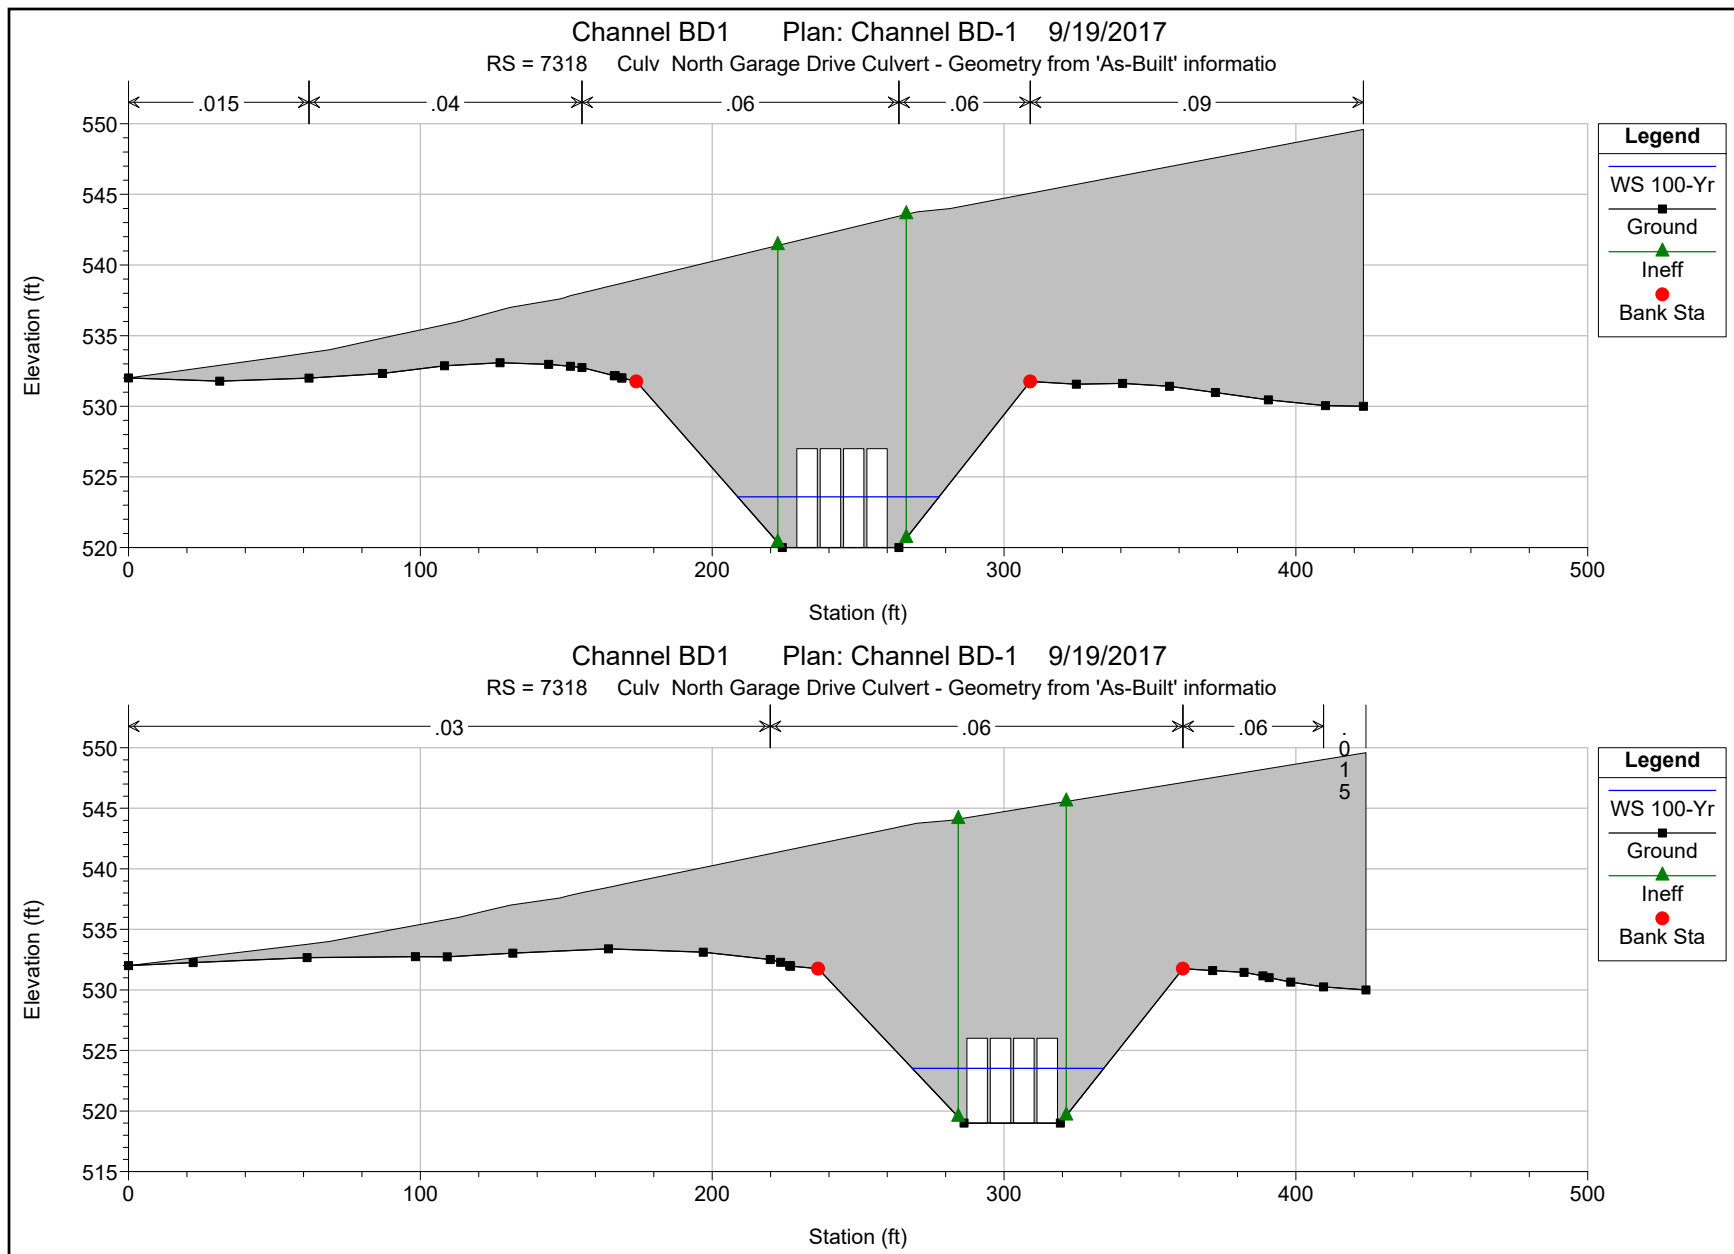 Channel BD1 Plan: Channel BD-1 9/19/2017
RS = 7318 Culv North Garage Drive Culvert - Geometry from 'As-Built' informatio
.015 .04 .06 .06 .09
550
545
540
535
530
525
520
0 100 200 300 400 500
Elevation (ft)
Station (ft)
Legend
WS 100-Yr
Ground
Ineff
Bank Sta
Channel BD1 Plan: Channel BD-1 9/19/2017
RS = 7318 Culv North Garage Drive Culvert - Geometry from 'As-Built' informatio
.03 .06 .06 .015
550
545
540
535
530
525
520
515
0 100 200 300 400 500
Elevation (ft)
Station (ft)
Legend
WS 100-Yr
Ground
Ineff
Bank Sta